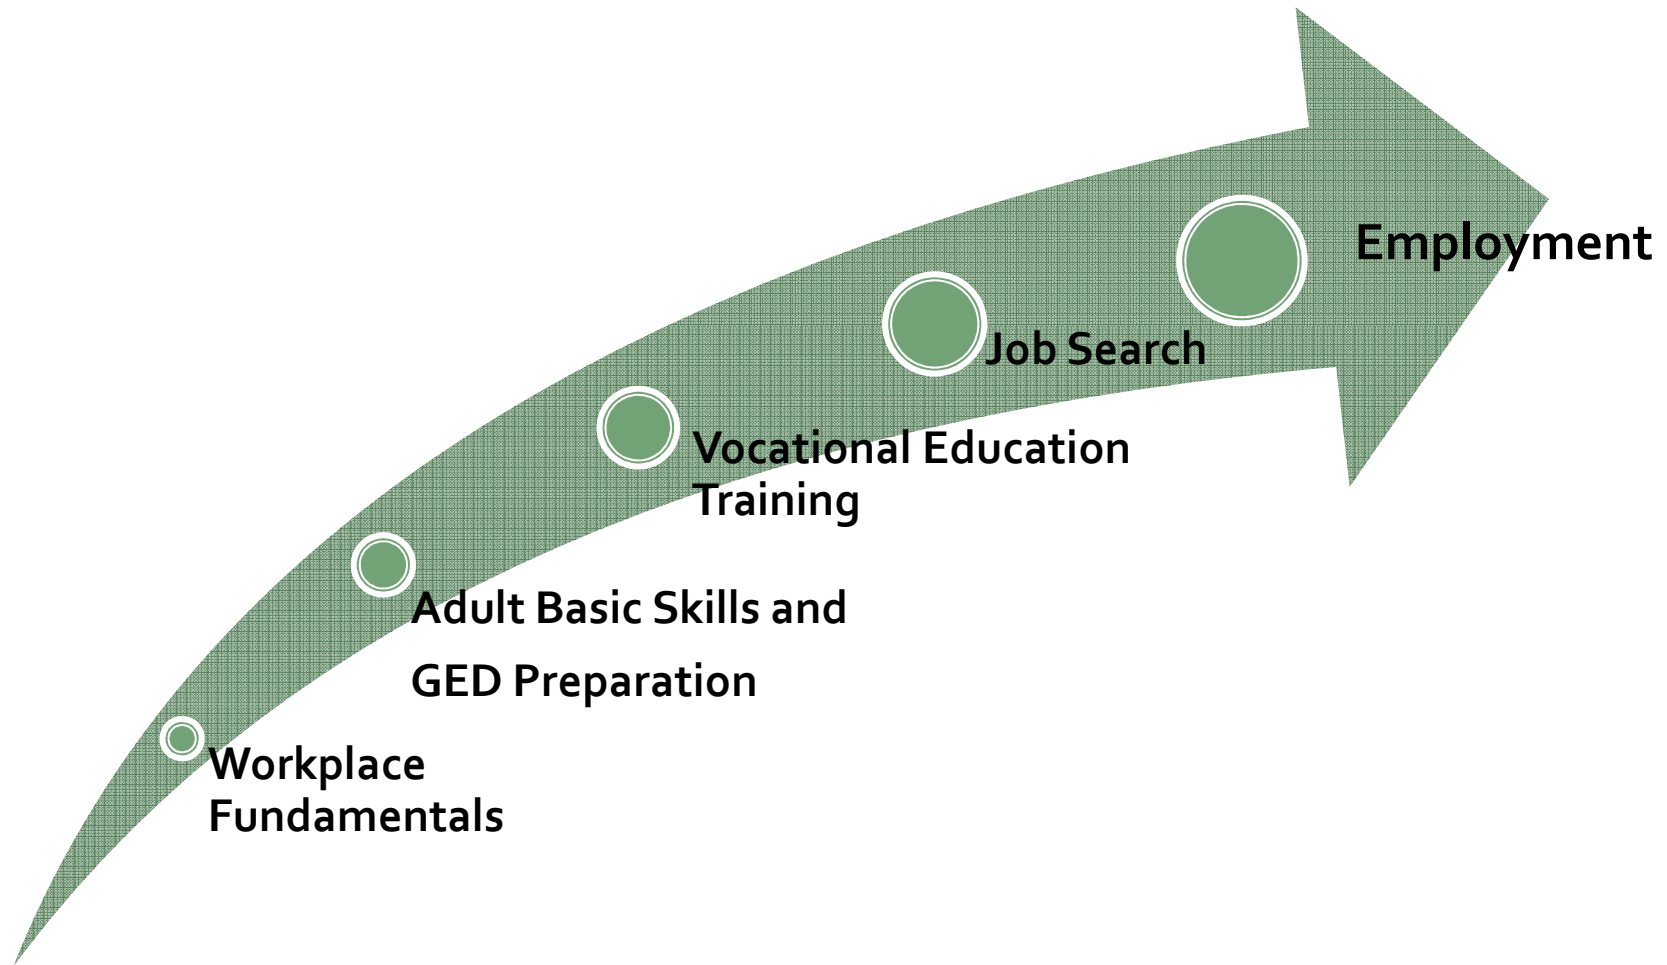 Employment
Job Search
Vocational Education
Training
Adult Basic Skills and
GED Preparation
Workplace
Fundamentals